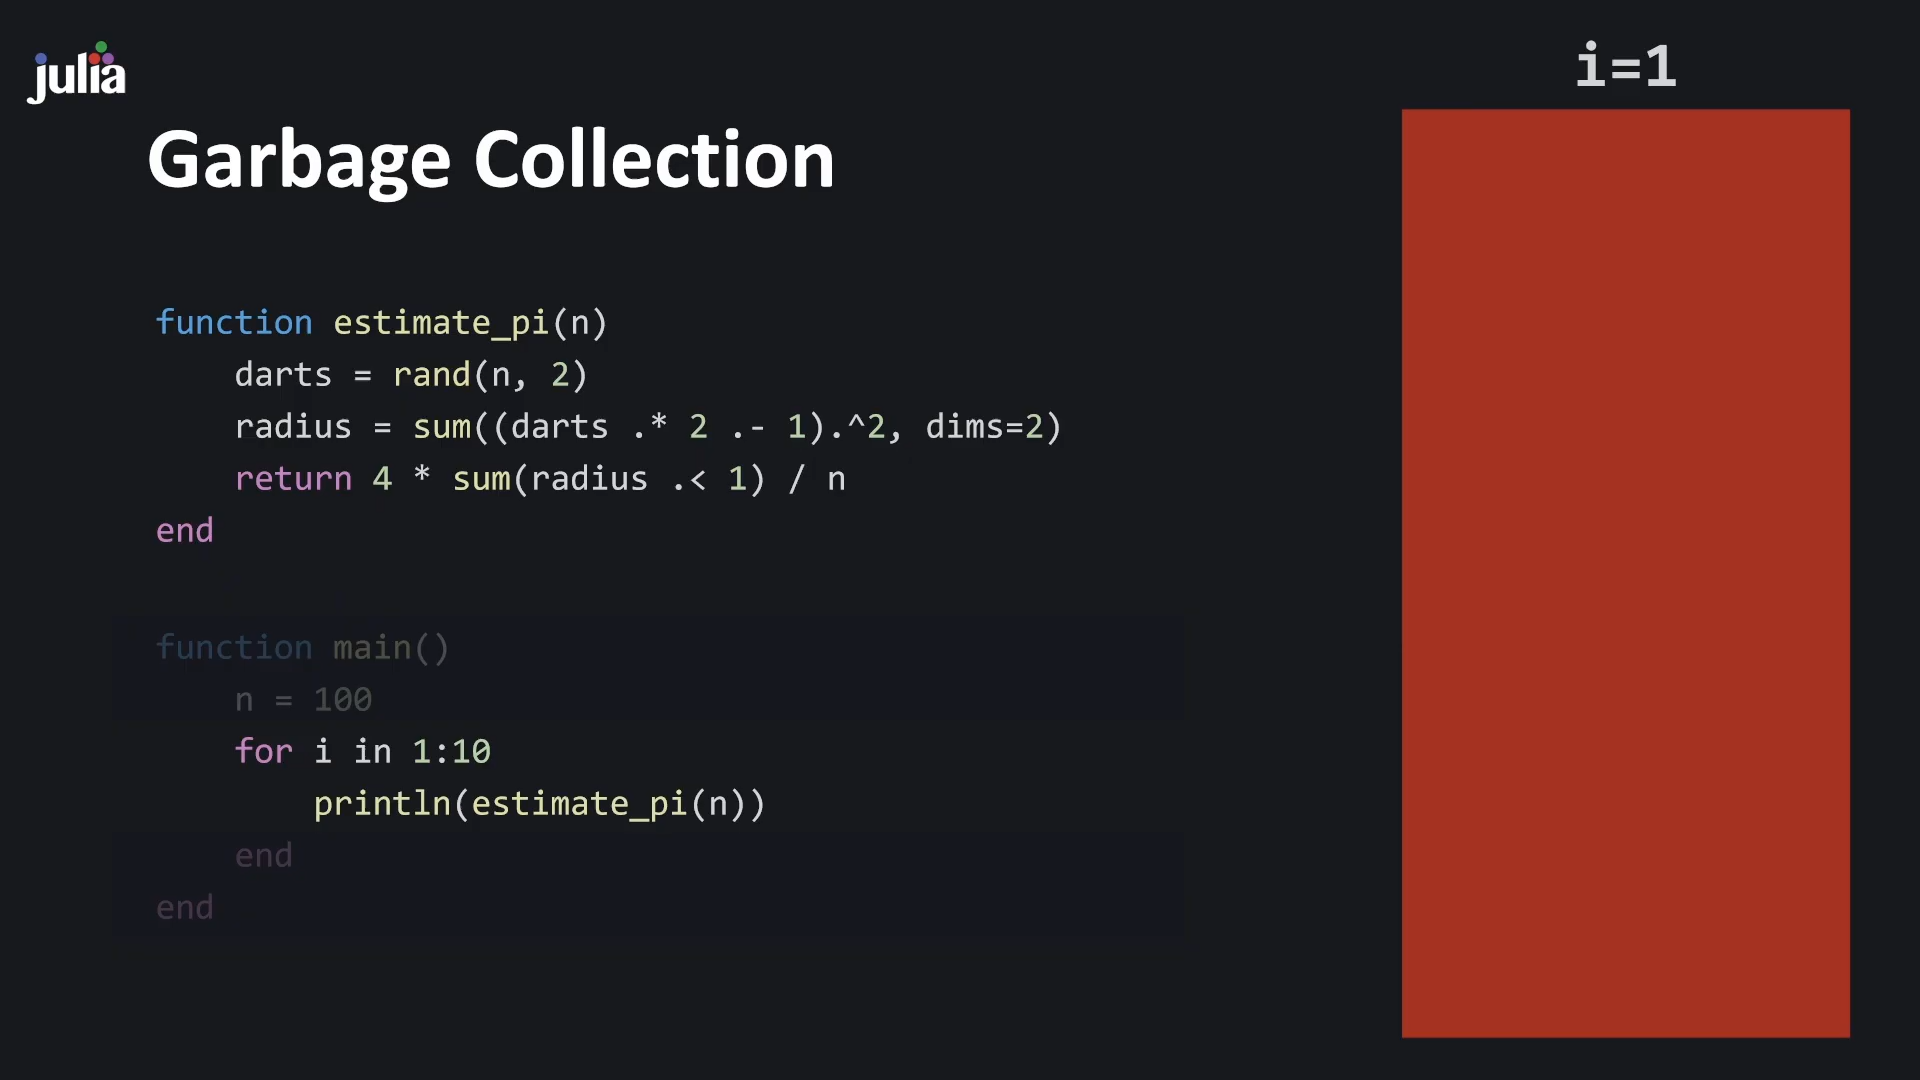 julia
i=1
Garbage Collection
function estimate_pi(n)
    darts = rand(n, 2)
    radius = sum((darts .* 2 .- 1).^2, dims=2)
    return 4 * sum(radius .< 1) / n
end
function main()
    n = 100
    for i in 1:10
        println(estimate_pi(n))
    end
end